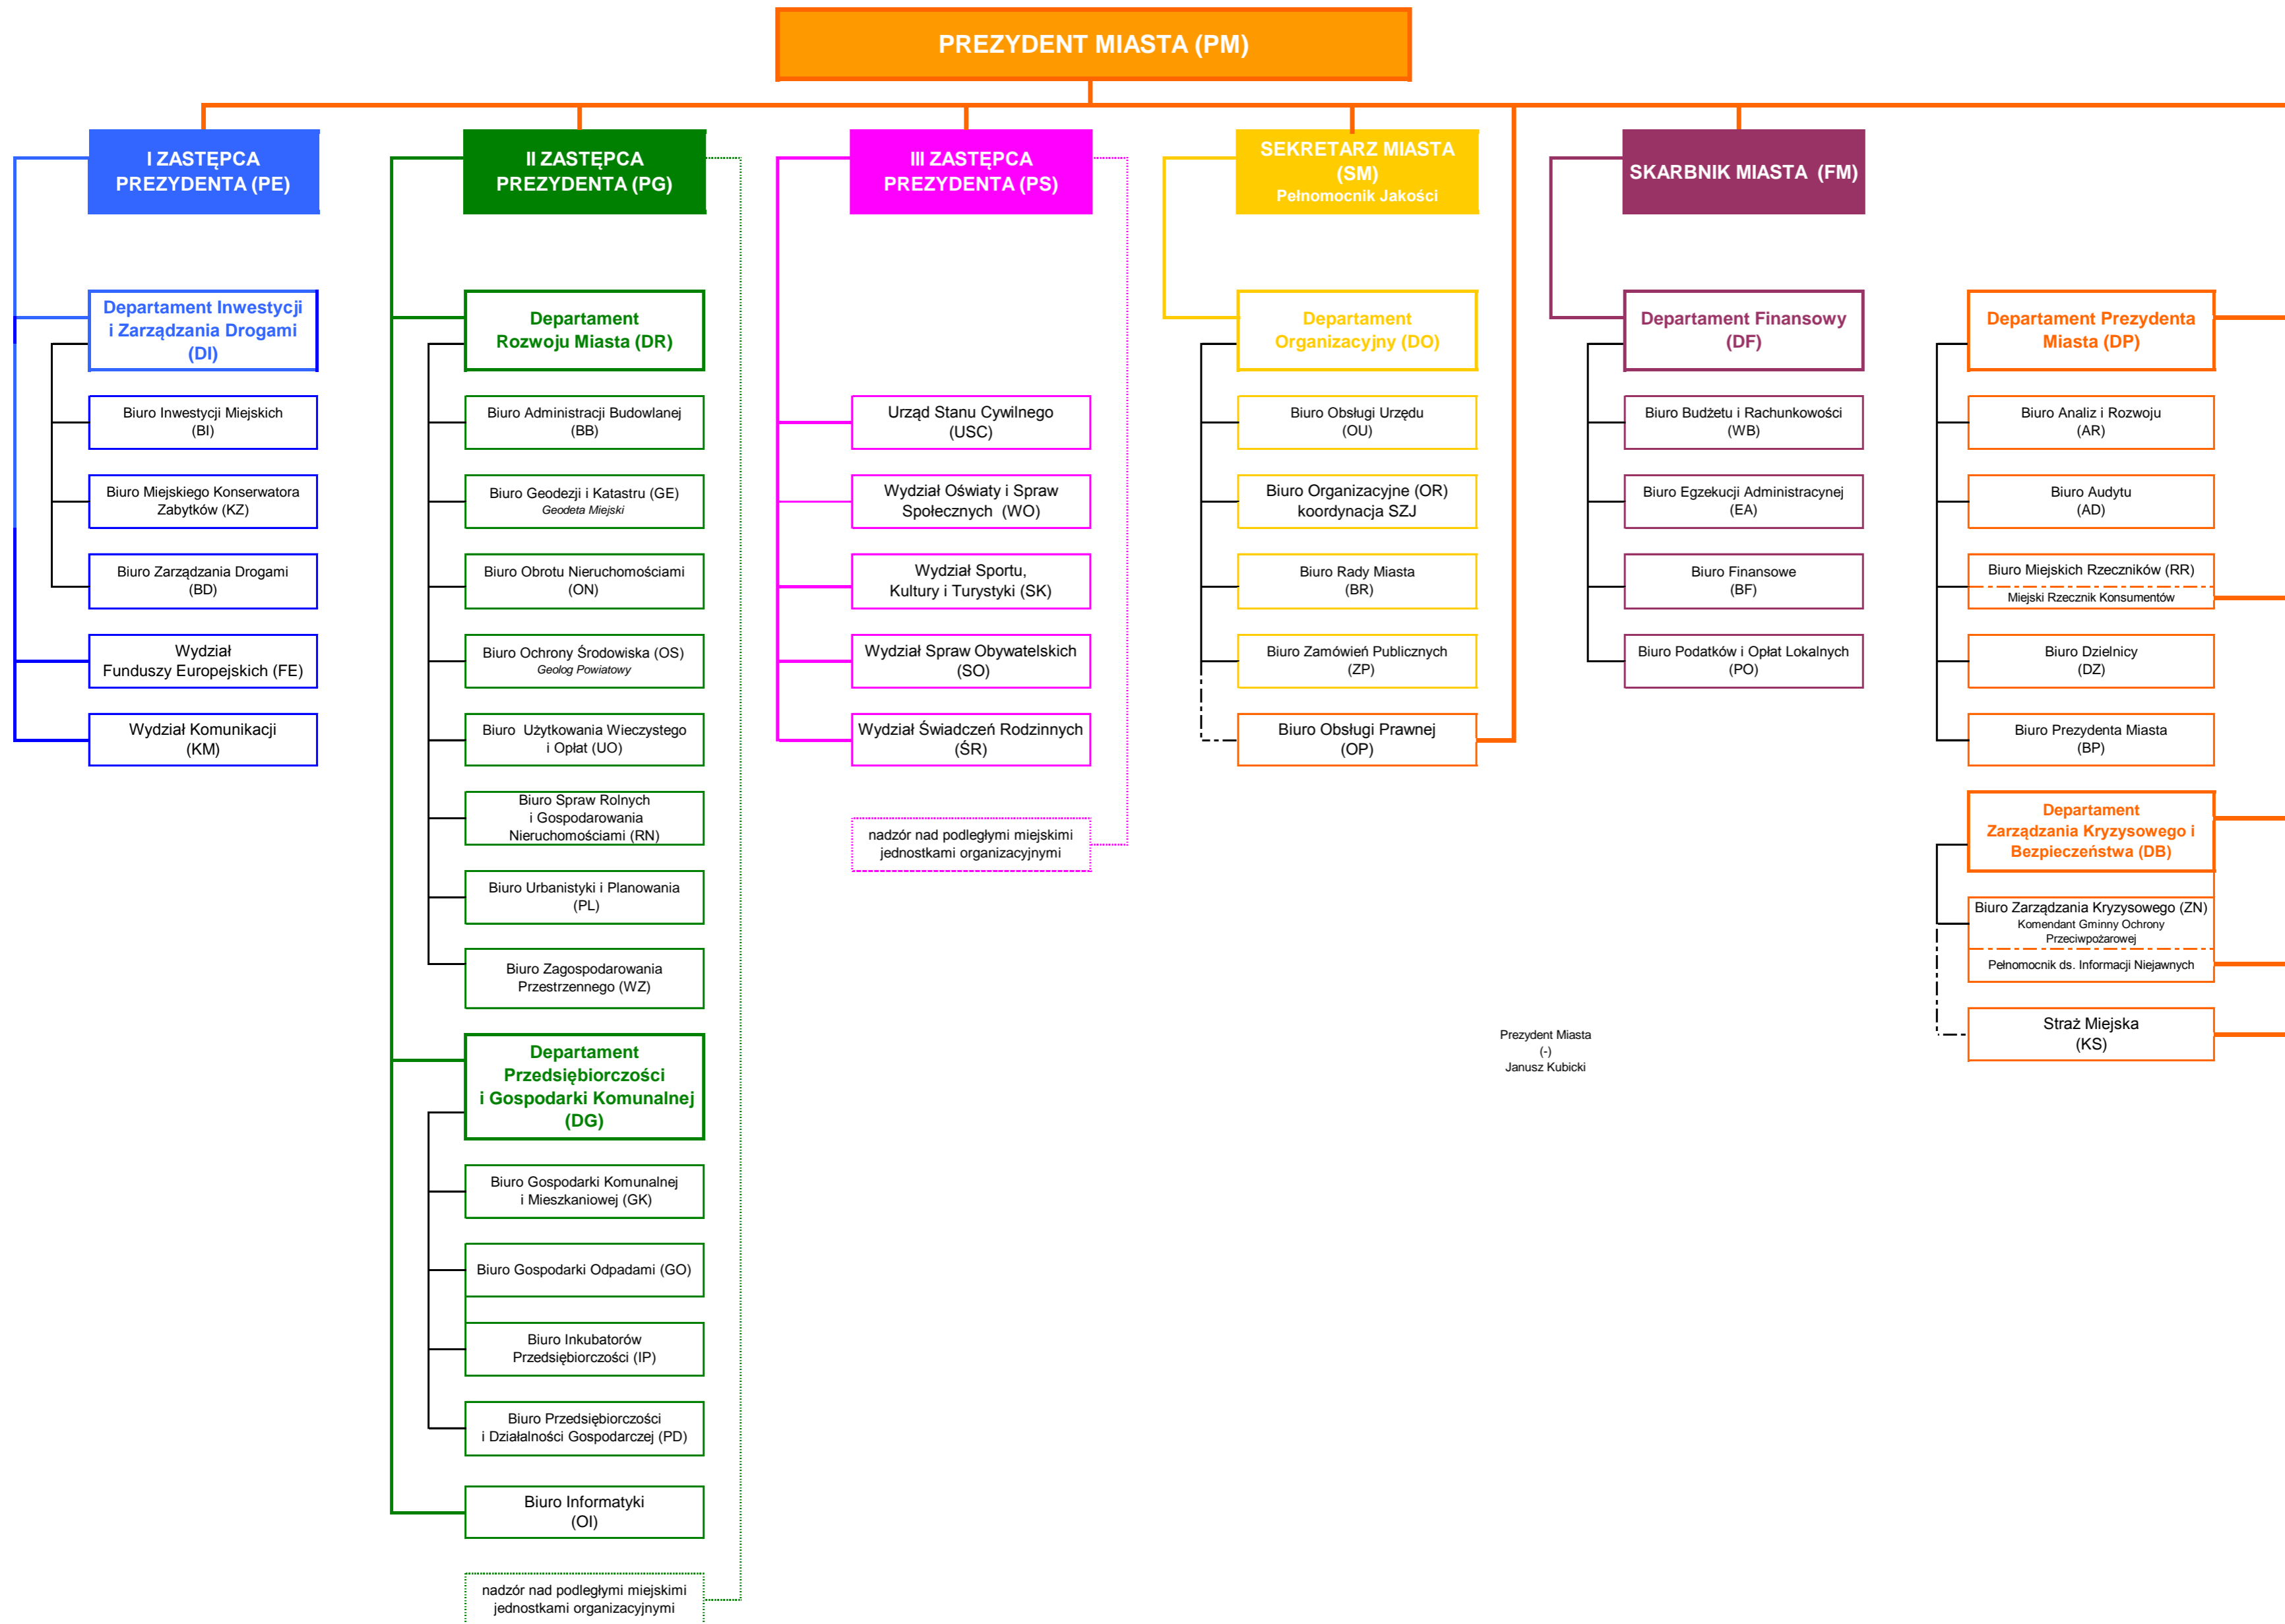 PREZYDENT MIASTA (PM)
I ZASTĘPCA
PREZYDENTA (PE)
Departament Inwestycji
i Zarządzania Drogami
(DI)
Biuro Inwestycji Miejskich
(BI)
Biuro Miejskiego Konserwatora
Zabytków (KZ)
Biuro Zarządzania Drogami
(BD)
Wydział
Funduszy Europejskich (FE)
Wydział Komunikacji
(KM)
II ZASTĘPCA
PREZYDENTA (PG)
Departament
Rozwoju Miasta (DR)
Biuro Administracji Budowlanej
(BB)
Biuro Geodezji i Katastru (GE)
Geodeta Miejski
Biuro Obrotu Nieruchomościami
(ON)
Biuro Ochrony Środowiska (OS)
Geolog Powiatowy
Biuro Użytkowania Wieczystego
i Opłat (UO)
Biuro Spraw Rolnych
i Gospodarowania
Nieruchomościami (RN)
Biuro Urbanistyki i Planowania
(PL)
Biuro Zagospodarowania
Przestrzennego (WZ)
Departament
Przedsiębiorczości
i Gospodarki Komunalnej
(DG)
Biuro Gospodarki Komunalnej
i Mieszkaniowej (GK)
Biuro Gospodarki Odpadami (GO)
Biuro Inkubatorów
Przedsiębiorczości (IP)
Biuro Przedsiębiorczości
i Działalności Gospodarczej (PD)
Biuro Informatyki
(OI)
nadzór nad podległymi miejskimi
jednostkami organizacyjnymi
III ZASTĘPCA
PREZYDENTA (PS)
Urząd Stanu Cywilnego
(USC)
Wydział Oświaty i Spraw
Społecznych (WO)
Wydział Sportu,
Kultury i Turystyki (SK)
Wydział Spraw Obywatelskich
(SO)
Wydział Świadczeń Rodzinnych
(ŚR)
nadzór nad podległymi miejskimi
jednostkami organizacyjnymi
SEKRETARZ MIASTA
(SM)
Pełnomocnik Jakości
Departament
Organizacyjny (DO)
Biuro Obsługi Urzędu
(OU)
Biuro Organizacyjne (OR)
koordynacja SZJ
Biuro Rady Miasta
(BR)
Biuro Zamówień Publicznych
(ZP)
Biuro Obsługi Prawnej
(OP)
SKARBNIK MIASTA (FM)
Departament Finansowy
(DF)
Biuro Budżetu i Rachunkowości
(WB)
Biuro Egzekucji Administracynej
(EA)
Biuro Finansowe
(BF)
Biuro Podatków i Opłat Lokalnych
(PO)
Departament Prezydenta
Miasta (DP)
Biuro Analiz i Rozwoju
(AR)
Biuro Audytu
(AD)
Biuro Miejskich Rzeczników (RR)
Miejski Rzecznik Konsumentów
Biuro Dzielnicy
(DZ)
Biuro Prezydenta Miasta
(BP)
Departament
Zarządzania Kryzysowego i
Bezpieczeństwa (DB)
Biuro Zarządzania Kryzysowego (ZN)
Komendant Gminny Ochrony
Przeciwpożarowej
Pełnomocnik ds. Informacji Niejawnych
Straż Miejska
(KS)
Prezydent Miasta
(-)
Janusz Kubicki